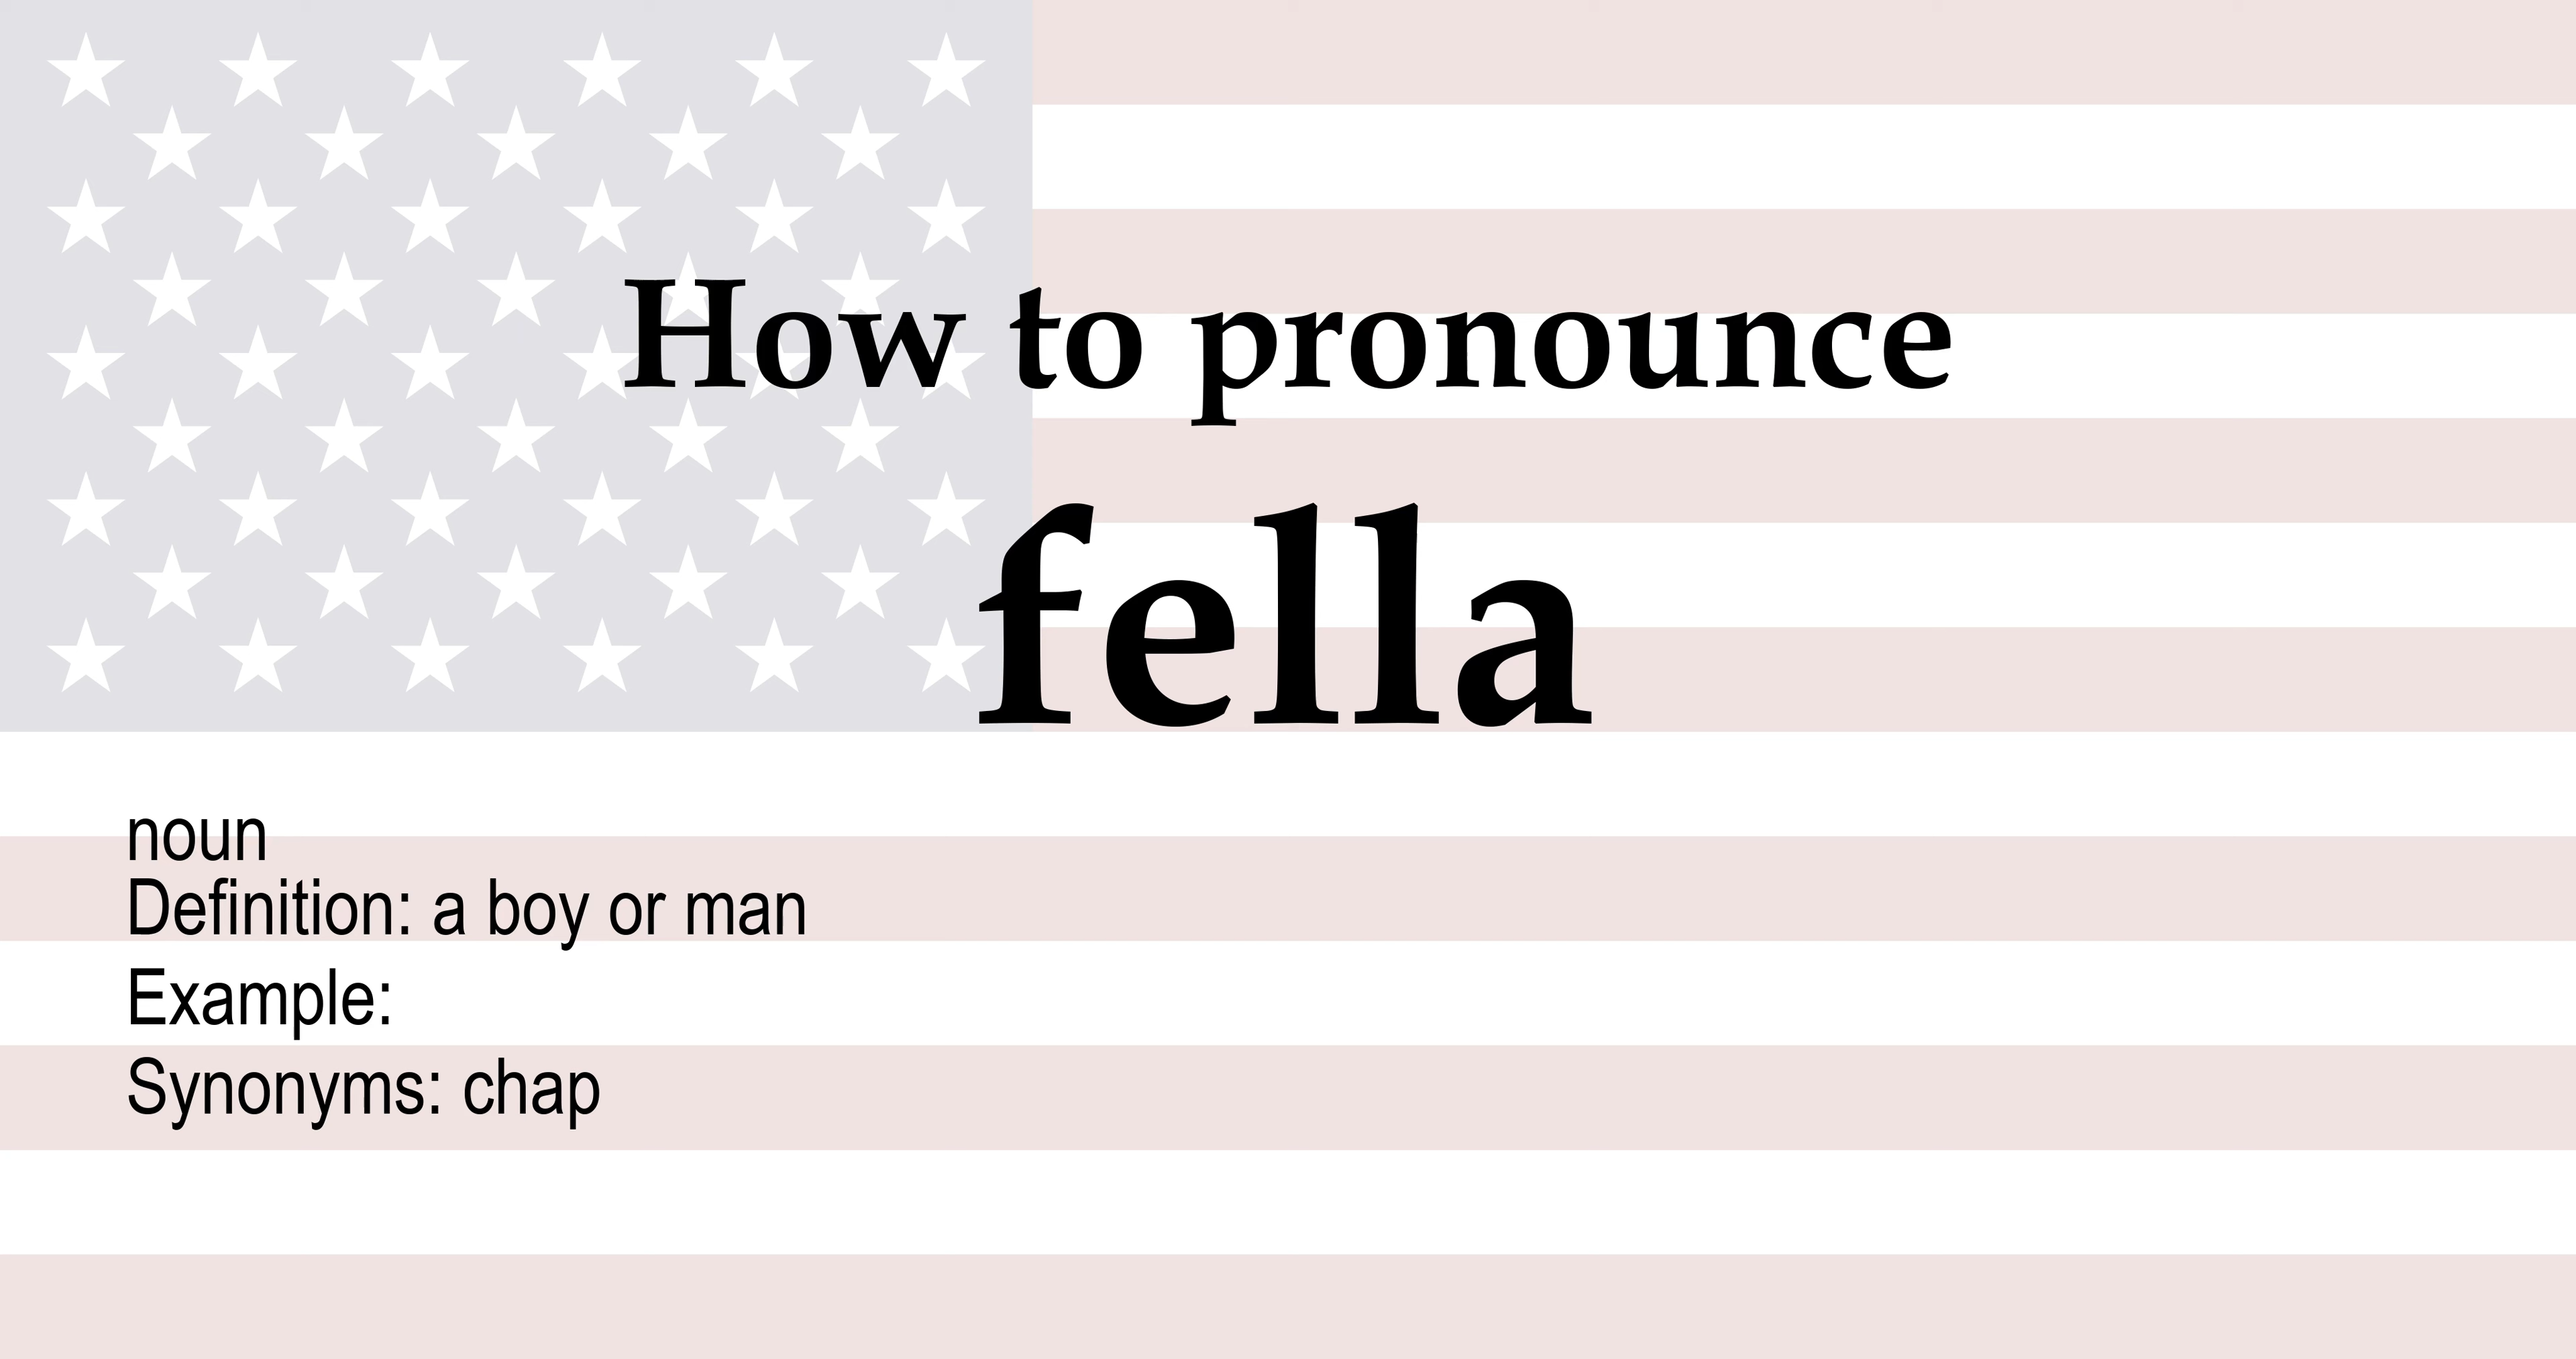 How to pronounce
fella
noun
Definition: a boy or man
Example:
Synonyms: chap